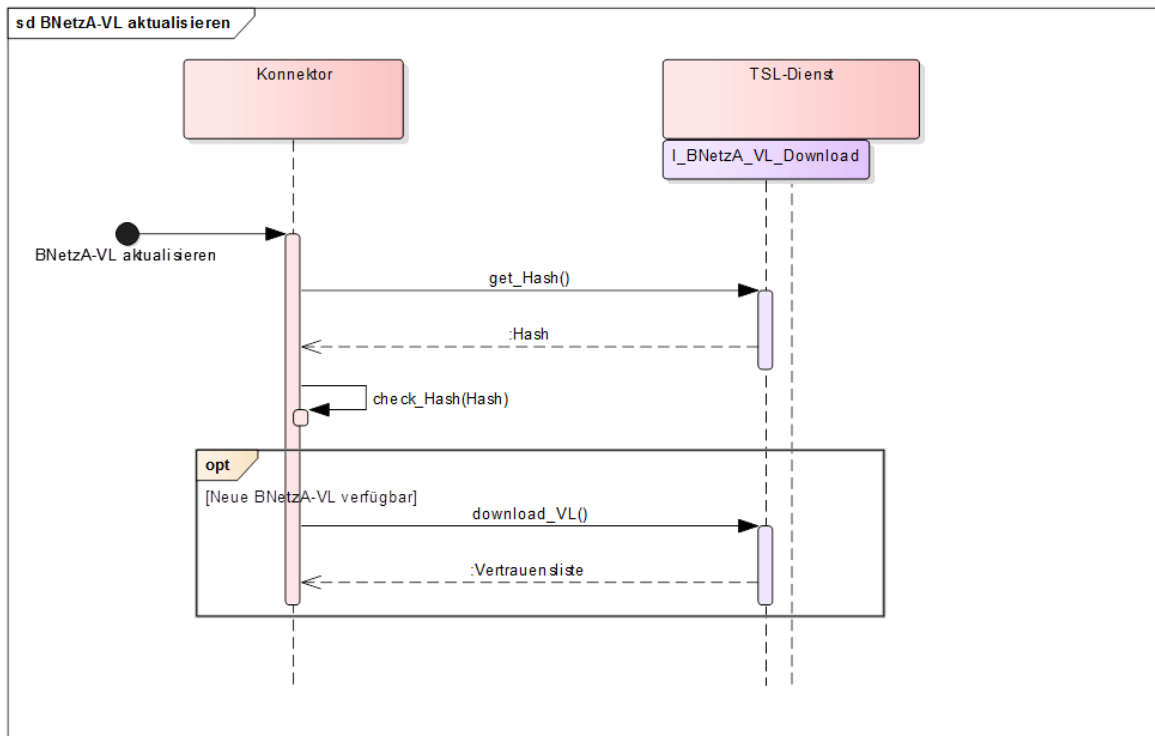 sd BNetzA-VL aktualisieren
Konnektor
TSL-Dienst
I_BNetzA_VL_Download
BNetzA-VL aktualisieren
get_Hash()
:Hash
check_Hash(Hash)
opt
[Neue BNetzA-VL verfügbar]
download_VL()
:Vertrauensliste